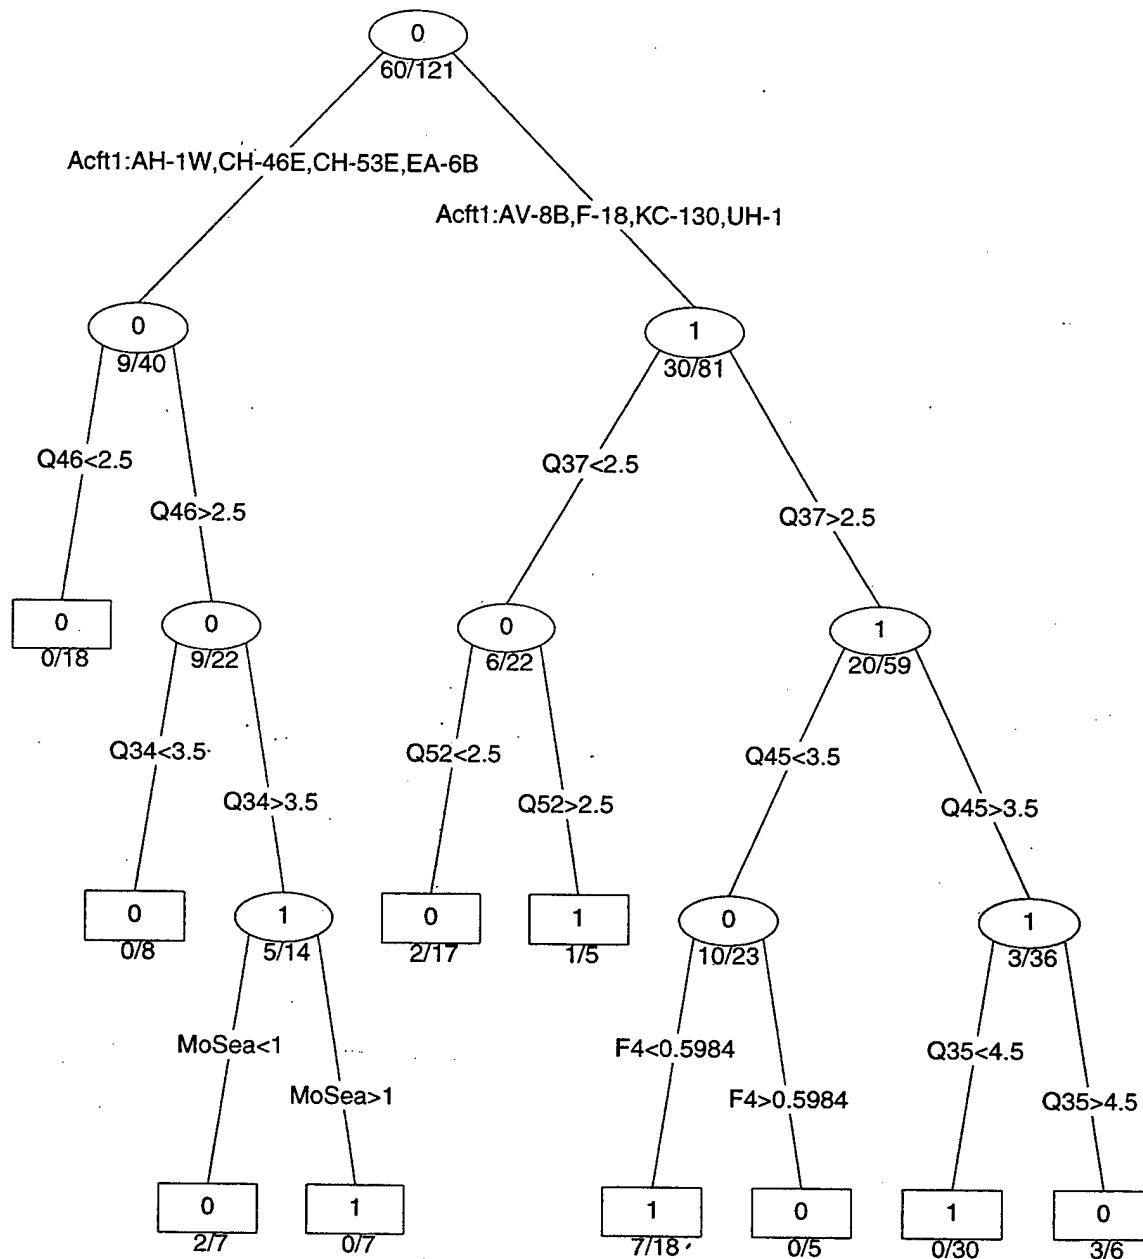 0
60/121
Acft1:AH-1W,CH-46E,CH-53E,EA-6B
Acft1:AV-8B,F-18,KC-130,UH-1
0
9/40
1
30/81
Q46<2.5
Q46>2.5
Q37<2.5
Q37>2.5
0
0/18
0
9/22
0
6/22
1
20/59
Q34<3.5
Q34>3.5
Q52<2.5
Q52>2.5
Q45<3.5
Q45>3.5
0
0/8
1
5/14
0
2/17
1
1/5
0
10/23
1
3/36
MoSea<1
MoSea>1
F4<0.5984
F4>0.5984
Q35<4.5
Q35>4.5
0
2/7
1
0/7
1
7/18
0
0/5
1
0/30
0
3/6